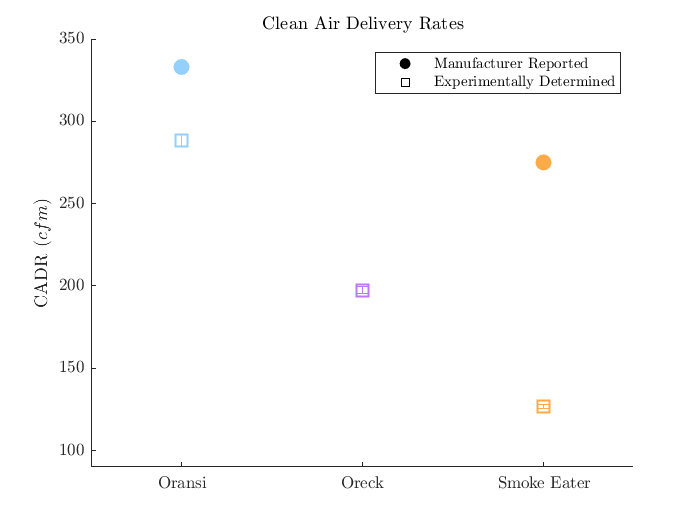 Clean Air Delivery Rates
Manufacturer Reported
Experimentally Determined
CADR (cfm)
350
300
250
200
150
100
Oransi
Oreck
Smoke Eater